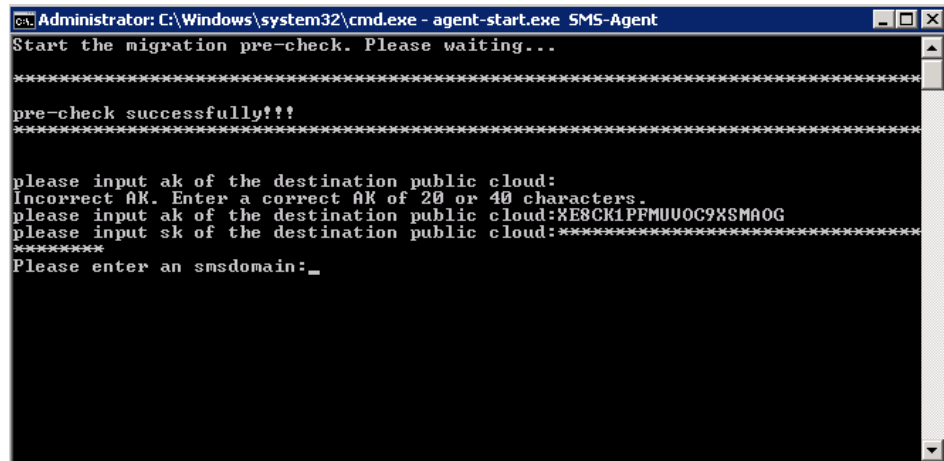 Administrator: C:\Windows\system32\cmd.exe - agent-start.exe SMS-Agent
Start the migration pre-check. Please waiting...
********************************************************************************
pre-check successfully!!!
********************************************************************************
please input ak of the destination public cloud:
Incorrect AK. Enter a correct AK of 20 or 40 characters.
please input ak of the destination public cloud:XE8CK1PFMUVOC9XSMAOG
please input sk of the destination public cloud:********************************
********
Please enter an smsdomain:_